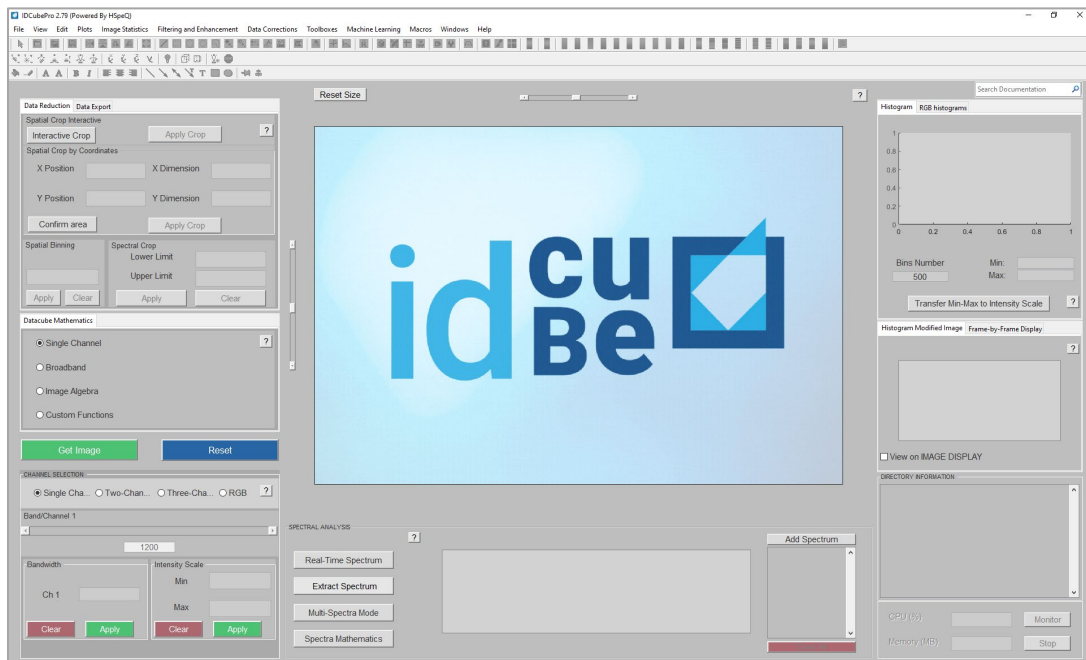 IDCubePro 2.79 (Powered By HSpeQ)
File View Edit Plots Image Statistics Filtering and Enhancement Data Corrections Toolboxes Machine Learning Macros Windows Help
Reset Size
?
Search Documentation
Data Reduction Data Export
Spatial Crop Interactive
Interactive Crop Apply Crop ?
Spatial Crop by Coordinates
X Position X Dimension
Y Position Y Dimension
Confirm area Apply Crop
Spatial Binning Spectral Crop
Lower Limit
Upper Limit
Apply Clear Apply Clear
Datacube Mathematics
Single Channel ?
Broadband
Image Algebra
Custom Functions
Get Image Reset
CHANNEL SELECTION
Single Cha... Two-Chan... Three-Cha... RGB ?
Band/Channel 1
1200
Bandwidth Intensity Scale
Min
Ch 1
Max
Clear Apply Clear Apply
id cu
Be
SPECTRAL ANALYSIS
?
Add Spectrum
Real-Time Spectrum
Extract Spectrum
Multi-Spectra Mode
Spectra Mathematics
Histogram RGB histograms
1
0.8
0.6
0.4
0.2
0
0 0.2 0.4 0.6 0.8 1
Bins Number Min:
500 Max:
Transfer Min-Max to Intensity Scale ?
Histogram Modified Image Frame-by-Frame Display
?
View on IMAGE DISPLAY
DIRECTORY INFORMATION
CPU (%) Monitor
Memory (MB) Stop